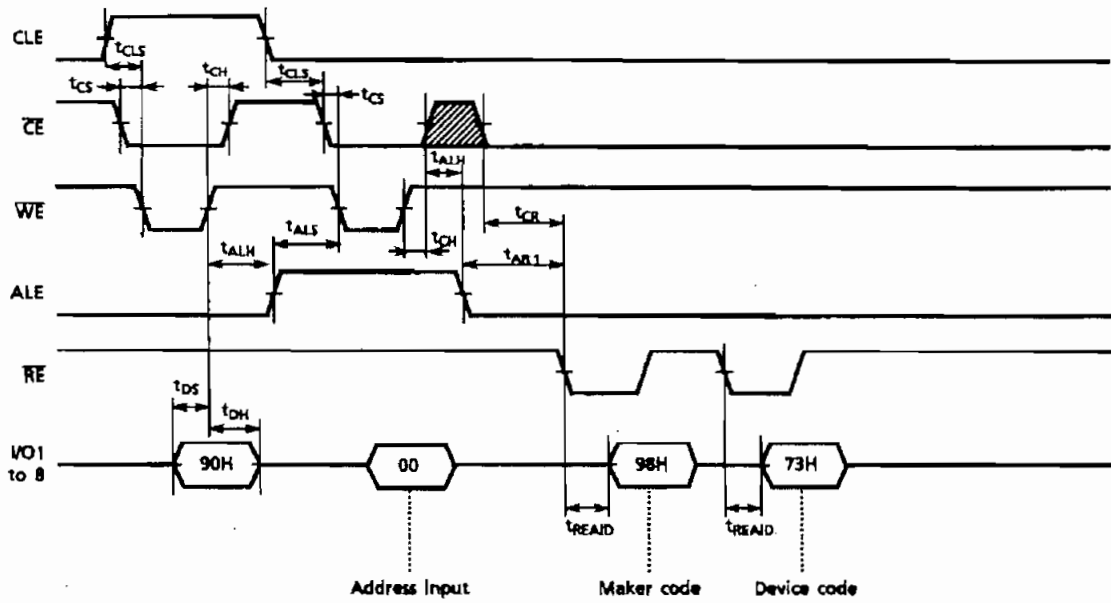 CLE
tCLS
tCH
tCLS
tCS
tCS
CE
tALH
WE
tCR
tALS
tCH
tALH
tAR1
ALE
RE
tDS
tDH
I/O1
to 8
90H
00
98H
73H
tREAID
tREAID
Address Input
Maker code
Device code